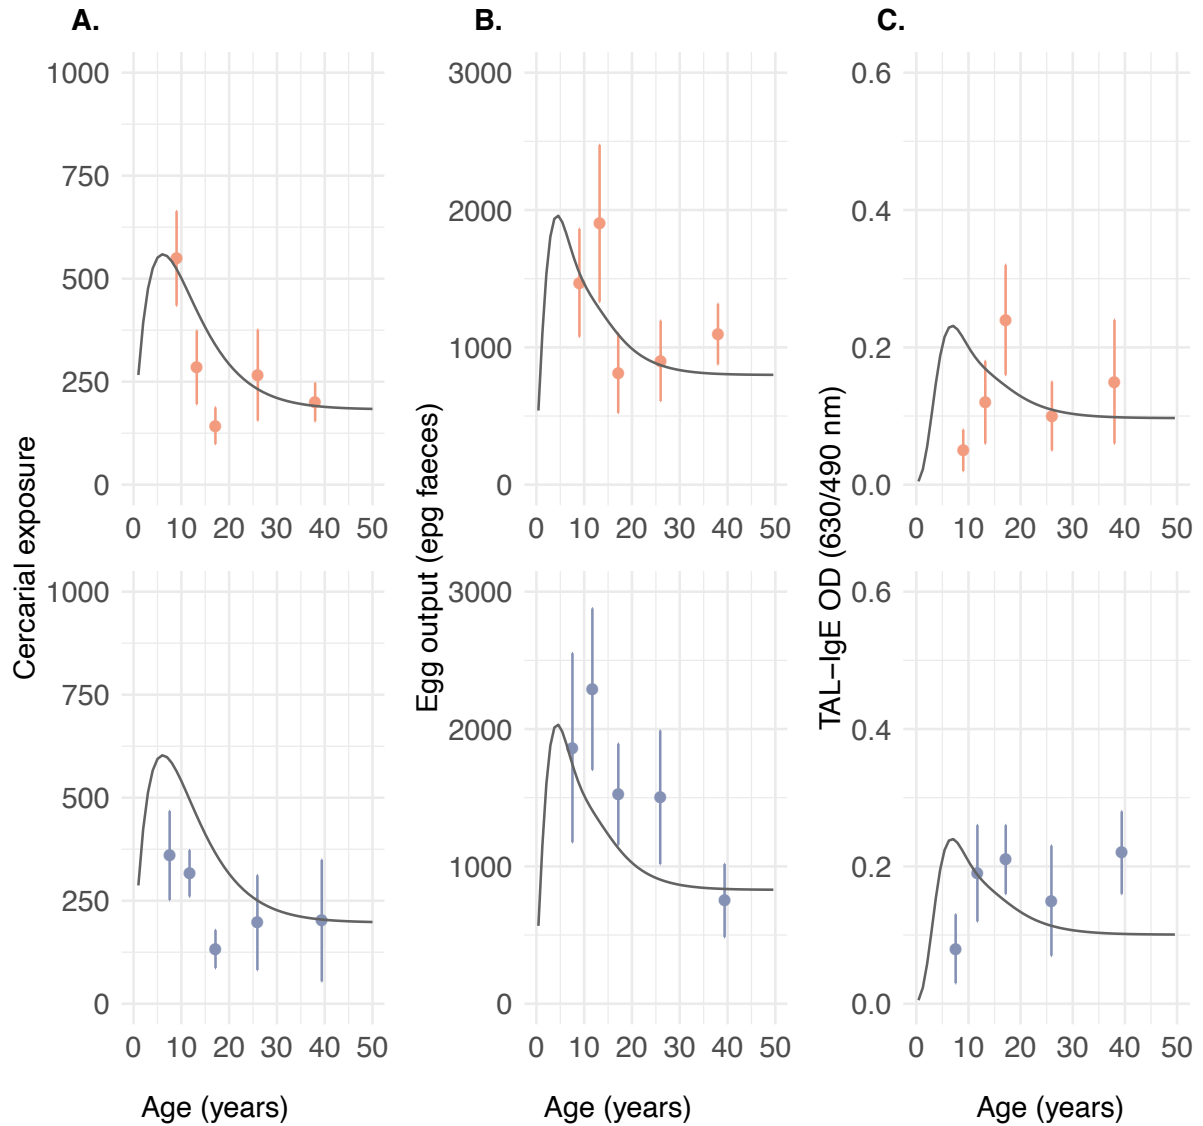 A.
B.
C.
1000
750
500
250
0
0 10 20 30 40 50
3000
2000
1000
0
0 10 20 30 40 50
0.6
0.4
0.2
0.0
0 10 20 30 40 50
Cercarial exposure
Egg output (epg faeces)
TAL−IgE OD (630/490 nm)
1000
750
500
250
0
0 10 20 30 40 50
3000
2000
1000
0
0 10 20 30 40 50
0.6
0.4
0.2
0.0
0 10 20 30 40 50
Age (years)
Age (years)
Age (years)